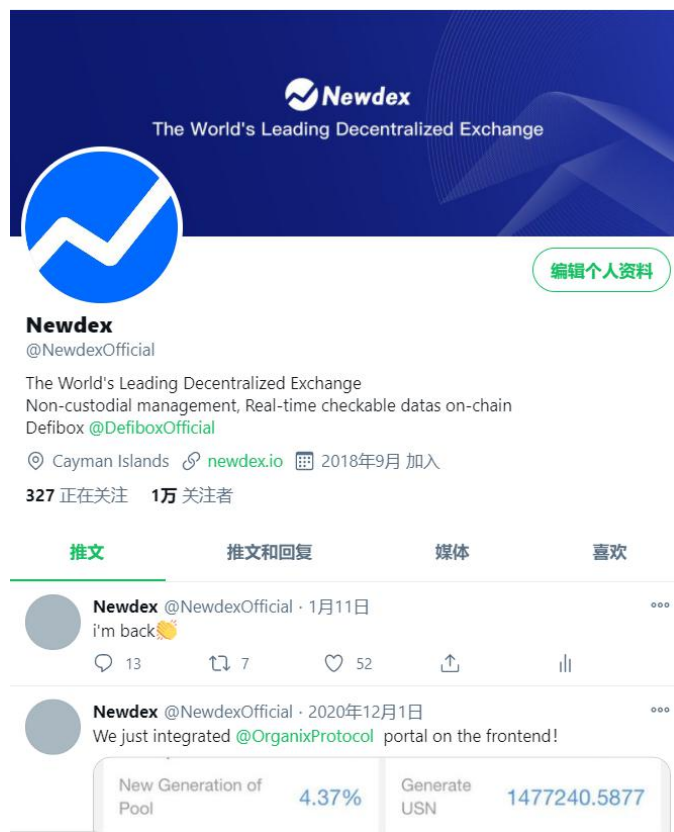 Newdex
The World's Leading Decentralized Exchange
编辑个人资料
Newdex
@NewdexOfficial
The World's Leading Decentralized Exchange
Non-custodial management, Real-time checkable datas on-chain
Defibox @DefiboxOfficial
Cayman Islands newdex.io 2018年9月 加入
327 正在关注 1万 关注者
推文 推文和回复 媒体 喜欢
Newdex @NewdexOfficial · 1月11日
i'm back👏
13 7 52
Newdex @NewdexOfficial · 2020年12月1日
We just integrated @OrganixProtocol portal on the frontend!
New Generation of Pool 4.37% Generate USN 1477240.5877